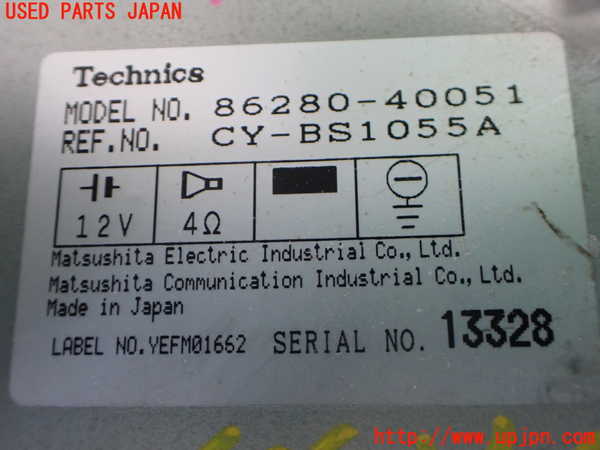 USED PARTS JAPAN
Technics
MODEL NO. 86280-40051
REF.NO. CY-BS1055A
12V 4Ω
Matsushita Electric Industrial Co., Ltd.
Matsushita Communication Industrial Co., Ltd.
Made in Japan
LABEL NO.YEFM01662 SERIAL NO. 13328
http://www.upjpn.com/